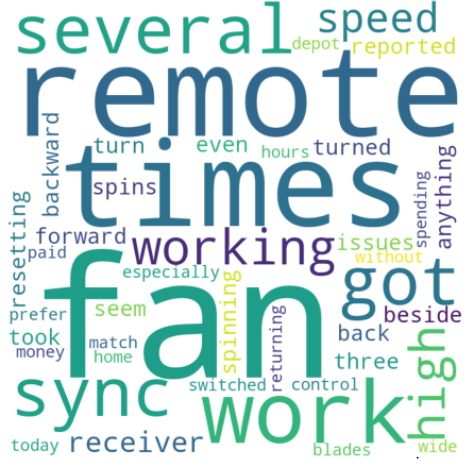 several
speed
depot
reported
remote
backward
turn
even
hours
turned
times
spins
anything
spending
resetting
forward
paid
working
issues
without
fan
especially
got
prefer
seem
spinning
returning
beside
took
money
match
home
back
high
three
sync
switched
control
work
today
receiver
blades
wide